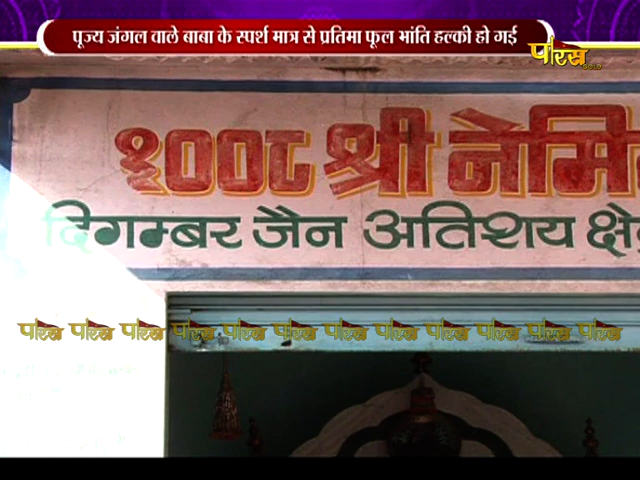 पूज्य जंगल वाले बाबा के स्पर्श मात्र से प्रतिमा फूल भांति हल्की हो गई
पारस
GOLD
१००८ श्री नेमि
दिगम्बर जैन अतिशय क्षे
पारस पारस पारस पारस पारस पारस पारस पारस पारस पारस पारस पारस